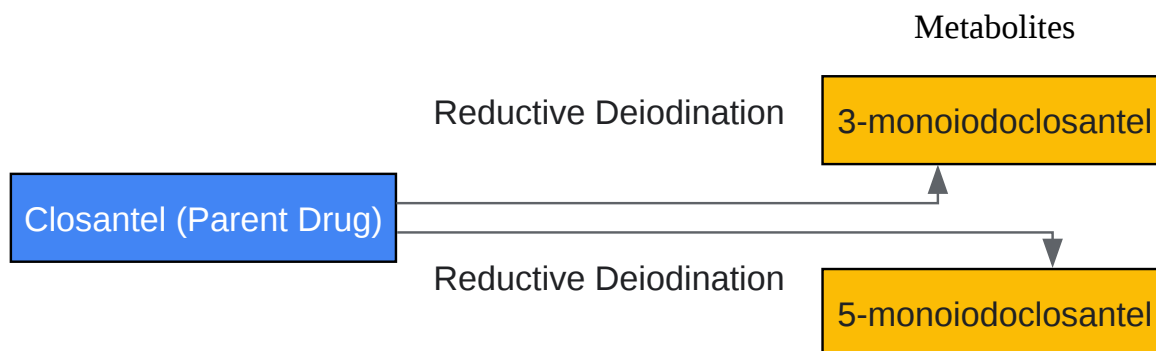 Metabolites
Reductive Deiodination
3-monoiodoclosantel
Closantel (Parent Drug)
Reductive Deiodination
5-monoiodoclosantel